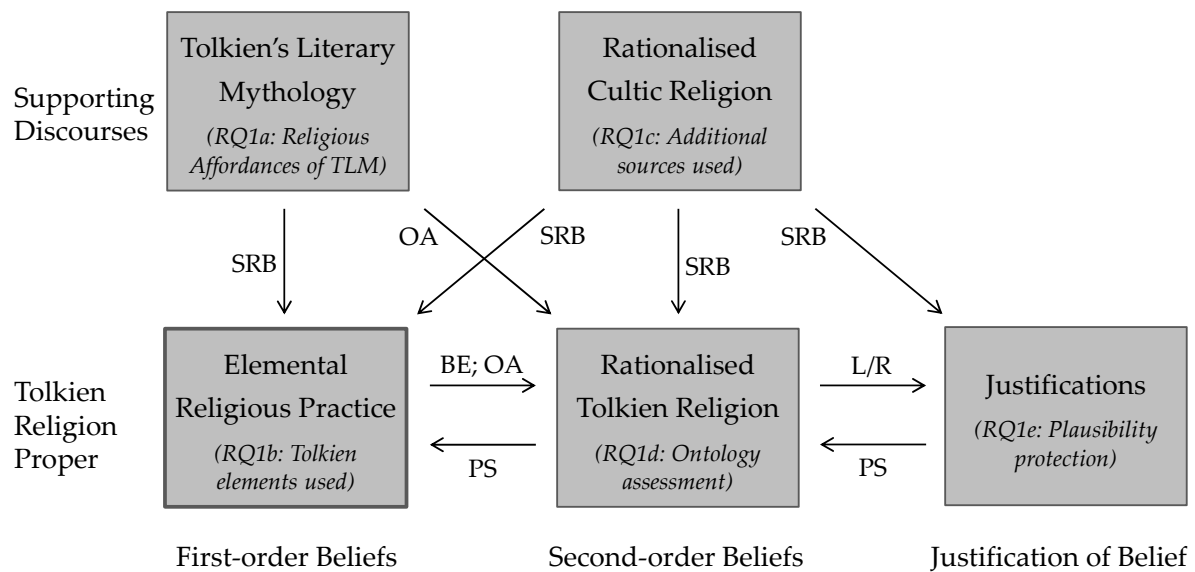 Tolkien's Literary
Mythology
(RQ1a: Religious
Affordances of TLM)
Rationalised
Cultic Religion
(RQ1c: Additional
sources used)
Supporting
Discourses
SRB
OA
SRB
SRB
SRB
Tolkien
Religion
Proper
Elemental
Religious Practice
(RQ1b: Tolkien
elements used)
BE; OA
PS
Rationalised
Tolkien Religion
(RQ1d: Ontology
assessment)
L/R
PS
Justifications
(RQ1e: Plausibility
protection)
First-order Beliefs
Second-order Beliefs
Justification of Belief